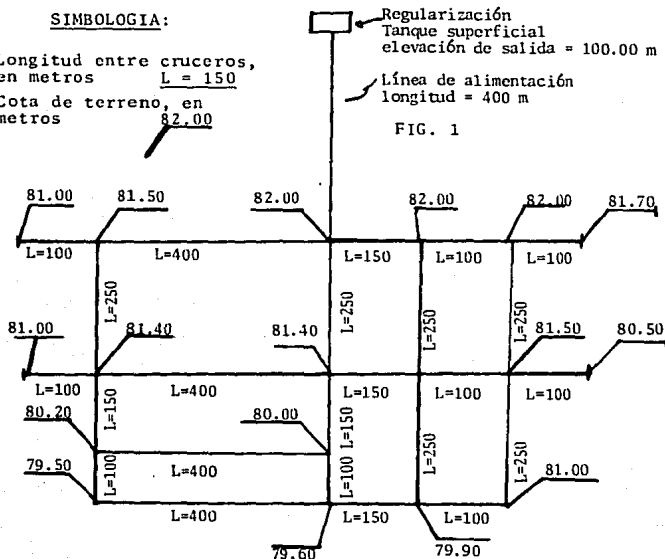 SIMBOLOGIA:
Longitud entre cruceros,
en metros L = 150
Cota de terreno, en
metros 82.00
Regularización
Tanque superficial
elevación de salida = 100.00 m
Línea de alimentación
longitud = 400 m
FIG. 1
81.00 81.50 82.00 82.00 82.00 81.70
L=100 L=400 L=150 L=100 L=100
L=250 L=250 L=250 L=250
81.00 81.40 81.40 81.50 80.50
L=100 L=400 L=150 L=100 L=100
80.20 L=150 80.00 L=150 L=250 L=250
L=400
79.50 L=100 L=100 81.00
L=400 L=150 L=100
79.60 79.90